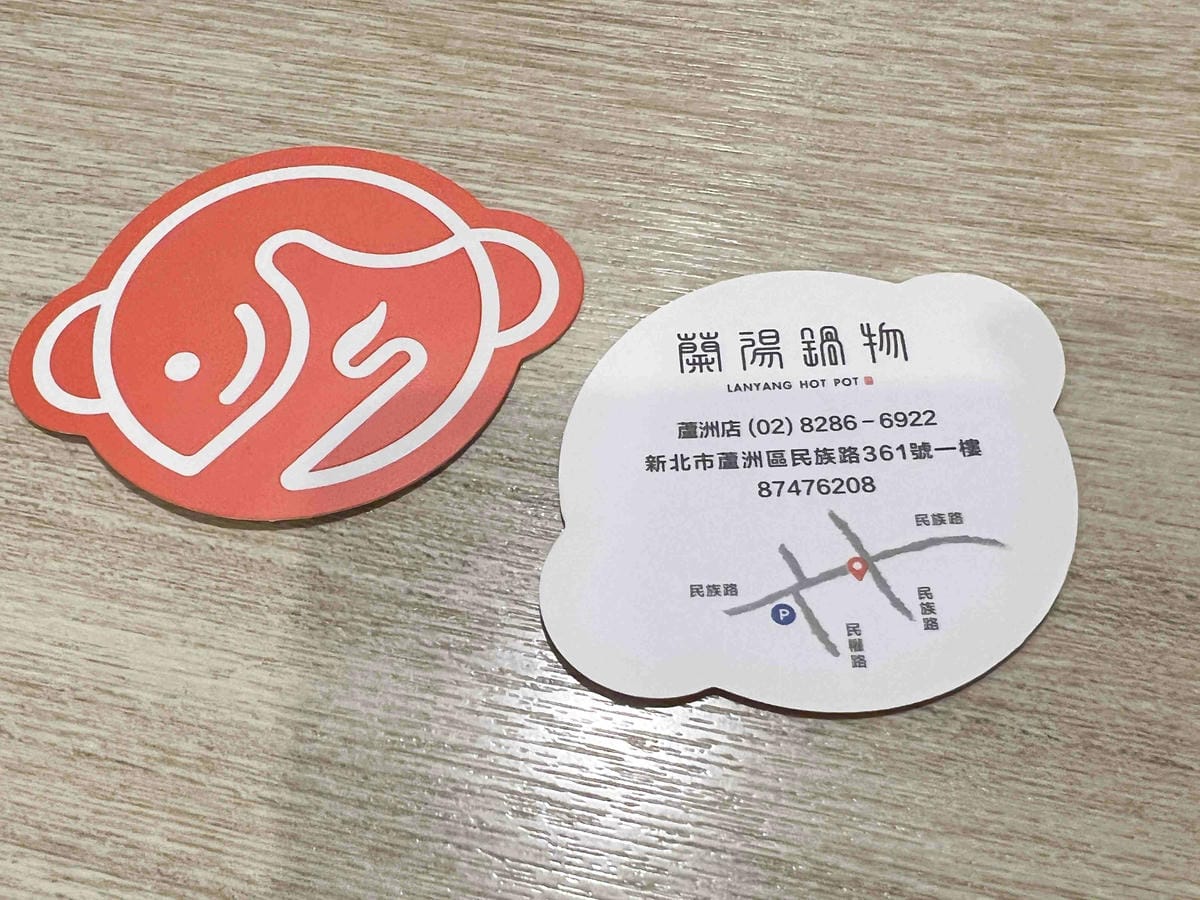 蘭湯鍋物
LANYANG HOT POT
蘆洲店 (02) 8286-6922
新北市蘆洲區民族路361號一樓
87476208
民族路
民族路
P
民族路
民權路